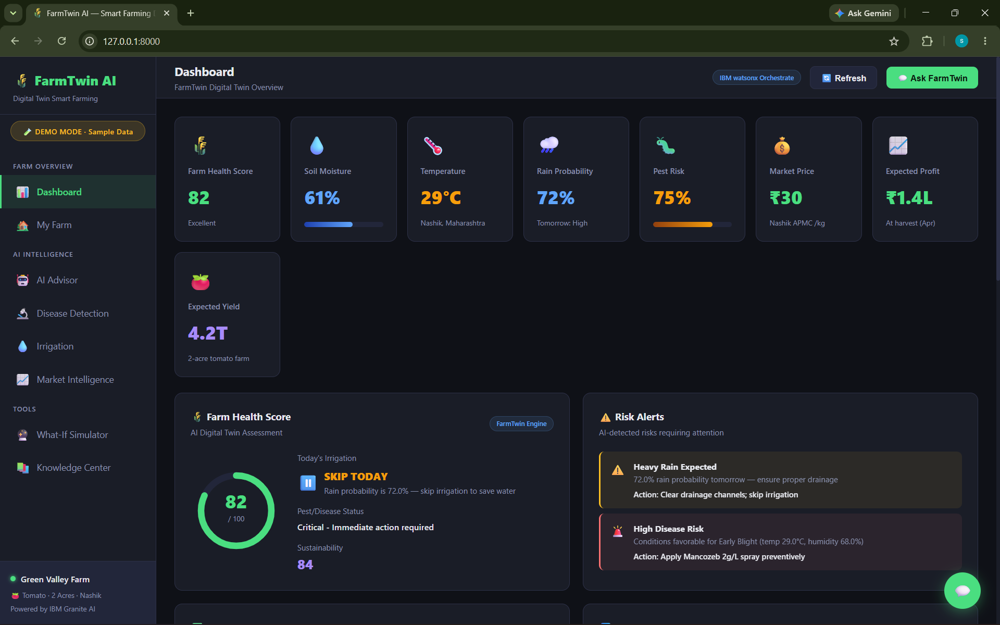 FarmTwin AI — Smart Farming
Ask Gemini
127.0.0.1:8000
S
FarmTwin AI
Digital Twin Smart Farming
DEMO MODE · Sample Data
FARM OVERVIEW
Dashboard
My Farm
AI INTELLIGENCE
AI Advisor
Disease Detection
Irrigation
Market Intelligence
TOOLS
What-If Simulator
Knowledge Center
Green Valley Farm
Tomato · 2 Acres · Nashik
Powered by IBM Granite AI
Dashboard
FarmTwin Digital Twin Overview
IBM watsonx Orchestrate
Refresh
Ask FarmTwin
Farm Health Score
82
Excellent
Soil Moisture
61%
Temperature
29°C
Nashik, Maharashtra
Rain Probability
72%
Tomorrow: High
Pest Risk
75%
Market Price
₹30
Nashik APMC /kg
Expected Profit
₹1.4L
At harvest (Apr)
Expected Yield
4.2T
2-acre tomato farm
Farm Health Score
AI Digital Twin Assessment
FarmTwin Engine
82
/ 100
Today's Irrigation
SKIP TODAY
Rain probability is 72.0% — skip irrigation to save water
Pest/Disease Status
Critical - Immediate action required
Sustainability
84
Risk Alerts
AI-detected risks requiring attention
Heavy Rain Expected
72.0% rain probability tomorrow — ensure proper drainage
Action: Clear drainage channels; skip irrigation
High Disease Risk
Conditions favorable for Early Blight (temp 29.0°C, humidity 68.0%)
Action: Apply Mancozeb 2g/L spray preventively